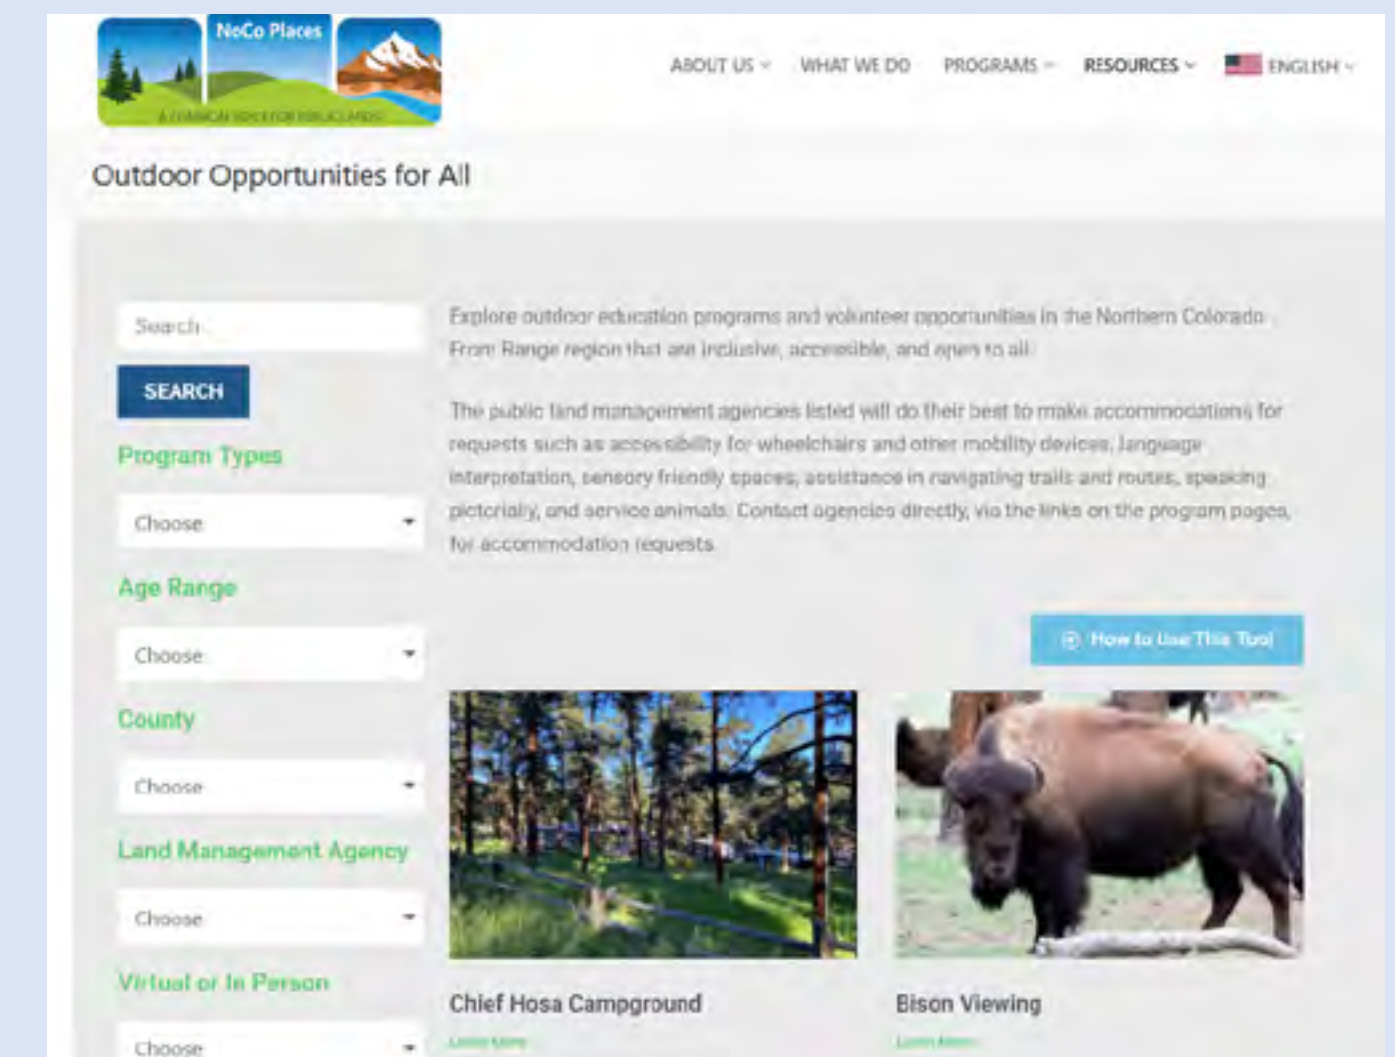 NoCo Places
ABOUT US WHAT WE DO PROGRAMS RESOURCES ENGLISH
Outdoor Opportunities for All
Search
SEARCH
Program Types
Choose
Age Range
Choose
County
Choose
Land Management Agency
Choose
Virtual or In Person
Choose
Explore outdoor education programs and volunteer opportunities in the Northern Colorado
Front Range region that are inclusive, accessible, and open to all.
The public land management agencies listed will do their best to make accommodations for
requests such as accessibility for wheelchairs and other mobility devices, language
interpretation, sensory friendly spaces, assistance in navigating trails and routes, speaking
pictorially, and service animals. Contact agencies directly, via the links on the program pages,
for accommodation requests.
How to Use This Tool
Chief Hosa Campground
Learn More
Bison Viewing
Learn More